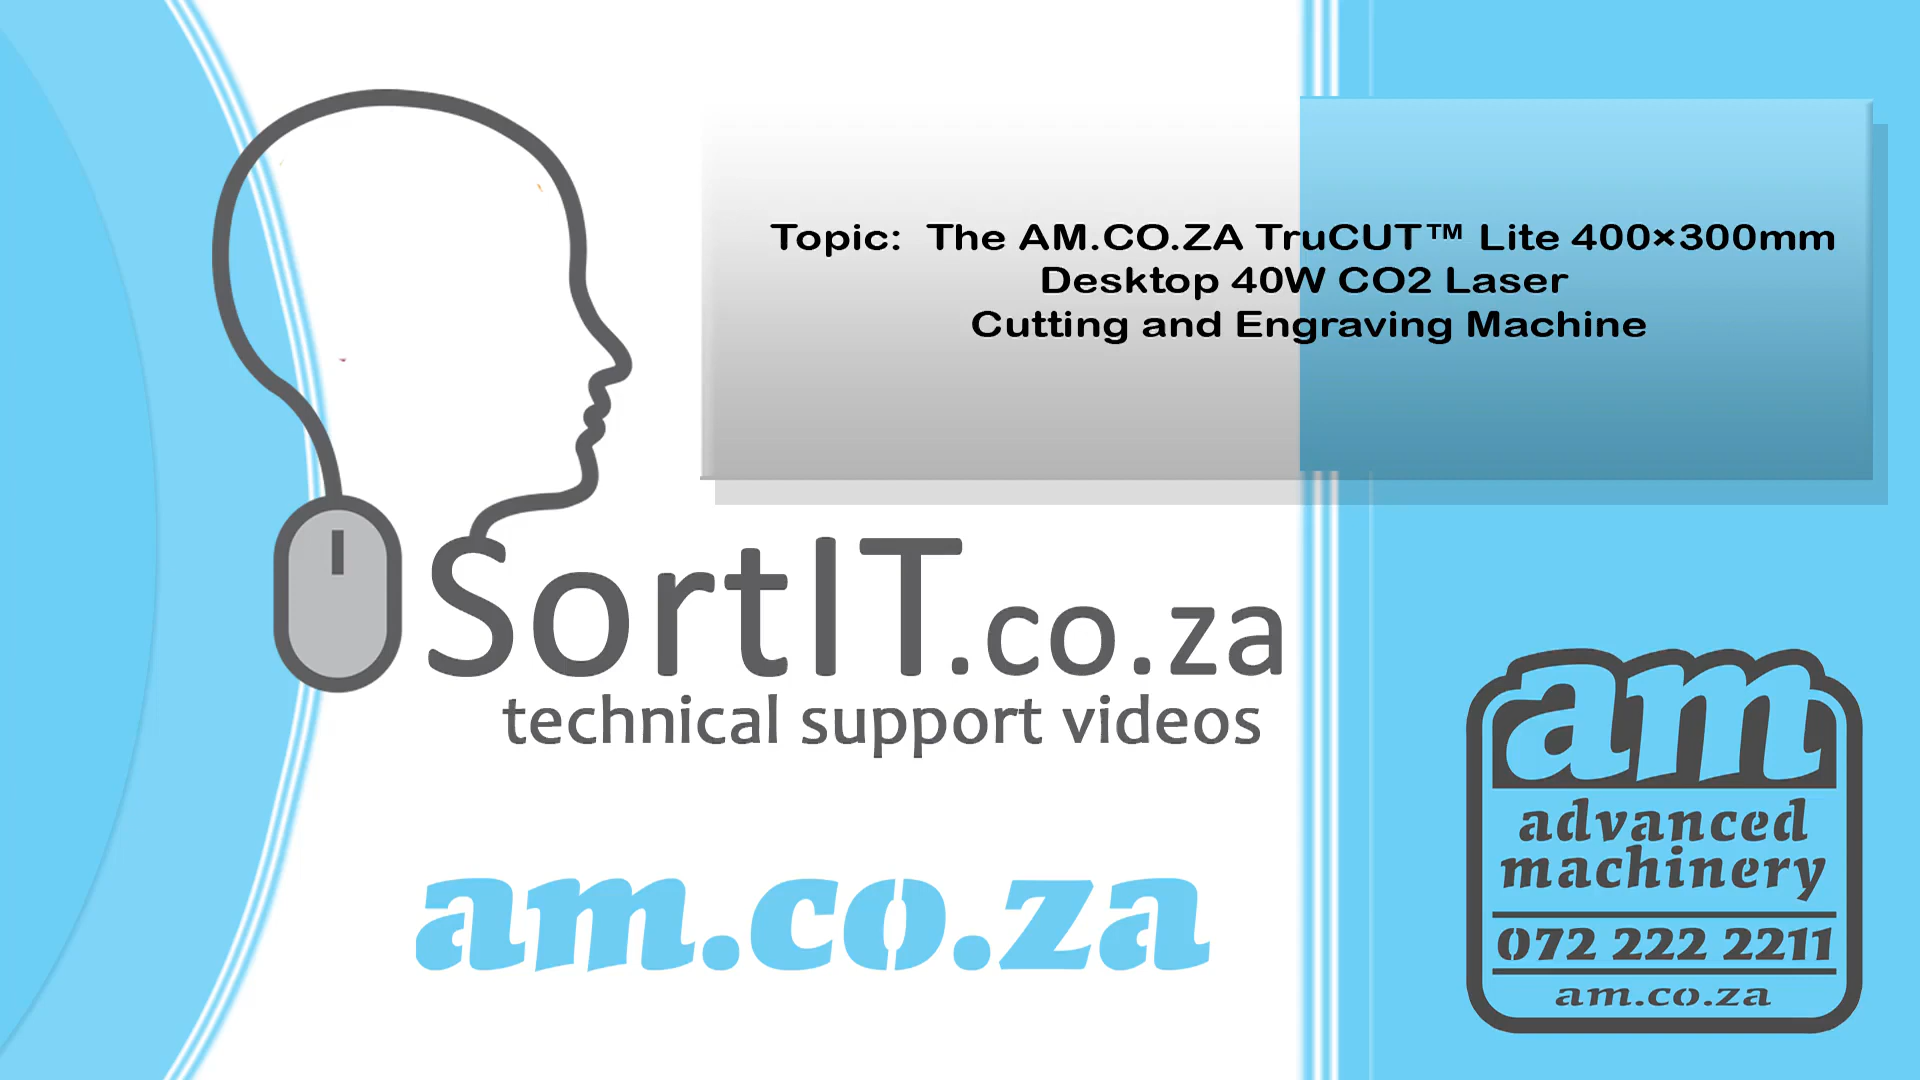 Topic:  The AM.CO.ZA TruCUT™ Lite 400×300mm
Desktop 40W CO2 Laser
Cutting and Engraving Machine
SortIT.co.za
technical support videos
am.co.za
am
advanced
machinery
072 222 2211
am.co.za